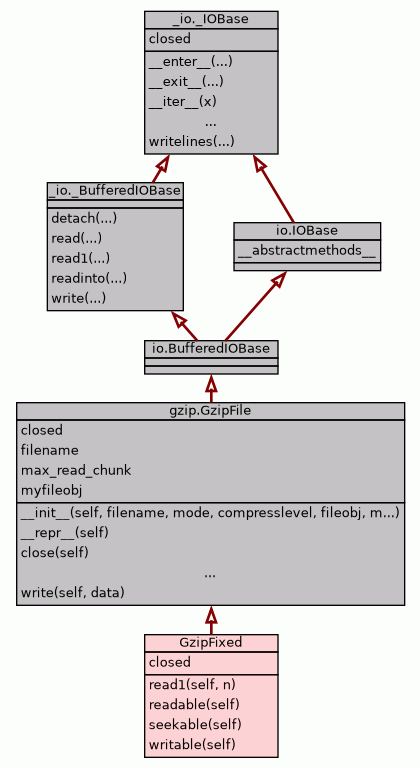 _io._IOBase
closed
__enter__(...)
__exit__(...)
__iter__(x)
...
writelines(...)
_io._BufferedIOBase
detach(...)
read(...)
read1(...)
readinto(...)
write(...)
io.IOBase
__abstractmethods__
io.BufferedIOBase
gzip.GzipFile
closed
filename
max_read_chunk
myfileobj
__init__(self, filename, mode, compresslevel, fileobj, m...)
__repr__(self)
close(self)
...
write(self, data)
GzipFixed
closed
read1(self, n)
readable(self)
seekable(self)
writable(self)